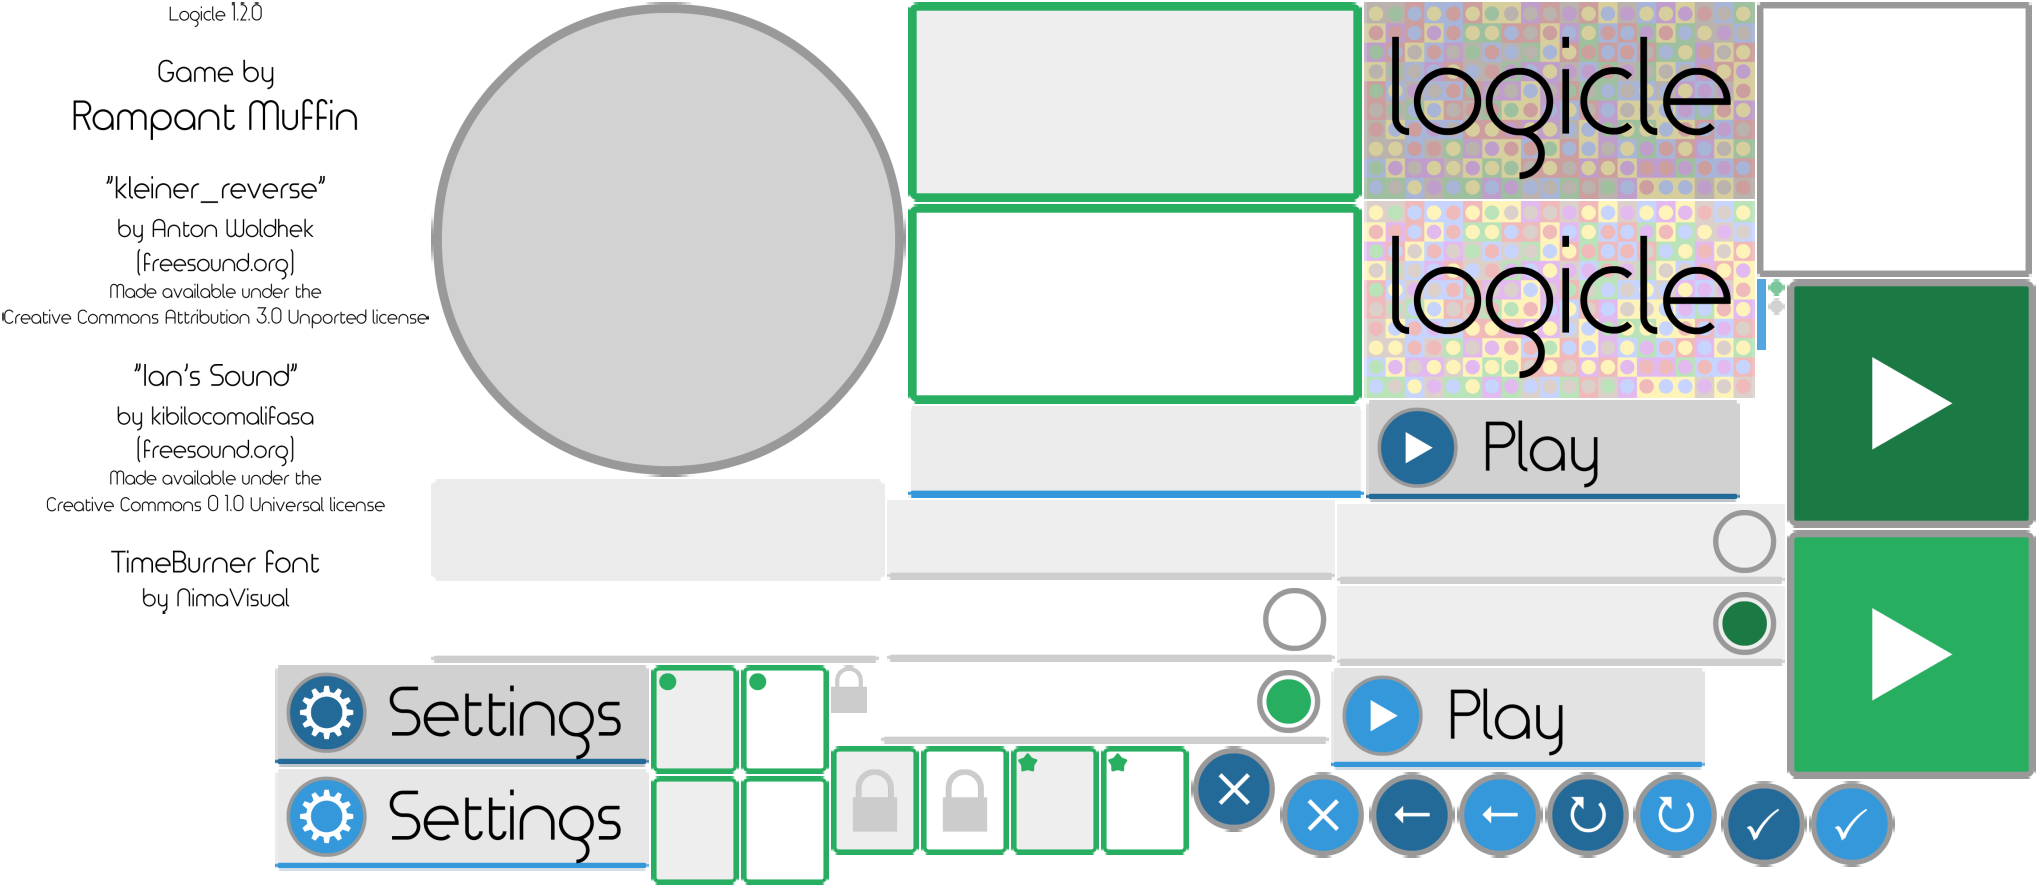 Logicle 1.2.0
Game by
Rampant Muffin
"kleiner_reverse"
by Anton Woldhek
(freesound.org)
Made available under the
Creative Commons Attribution 3.0 Unported license
"Ian's Sound"
by kibilocomalifasa
(freesound.org)
Made available under the
Creative Commons 0 1.0 Universal license
TimeBurner font
by NimaVisual
logicle
logicle
Play
Settings
Play
Settings